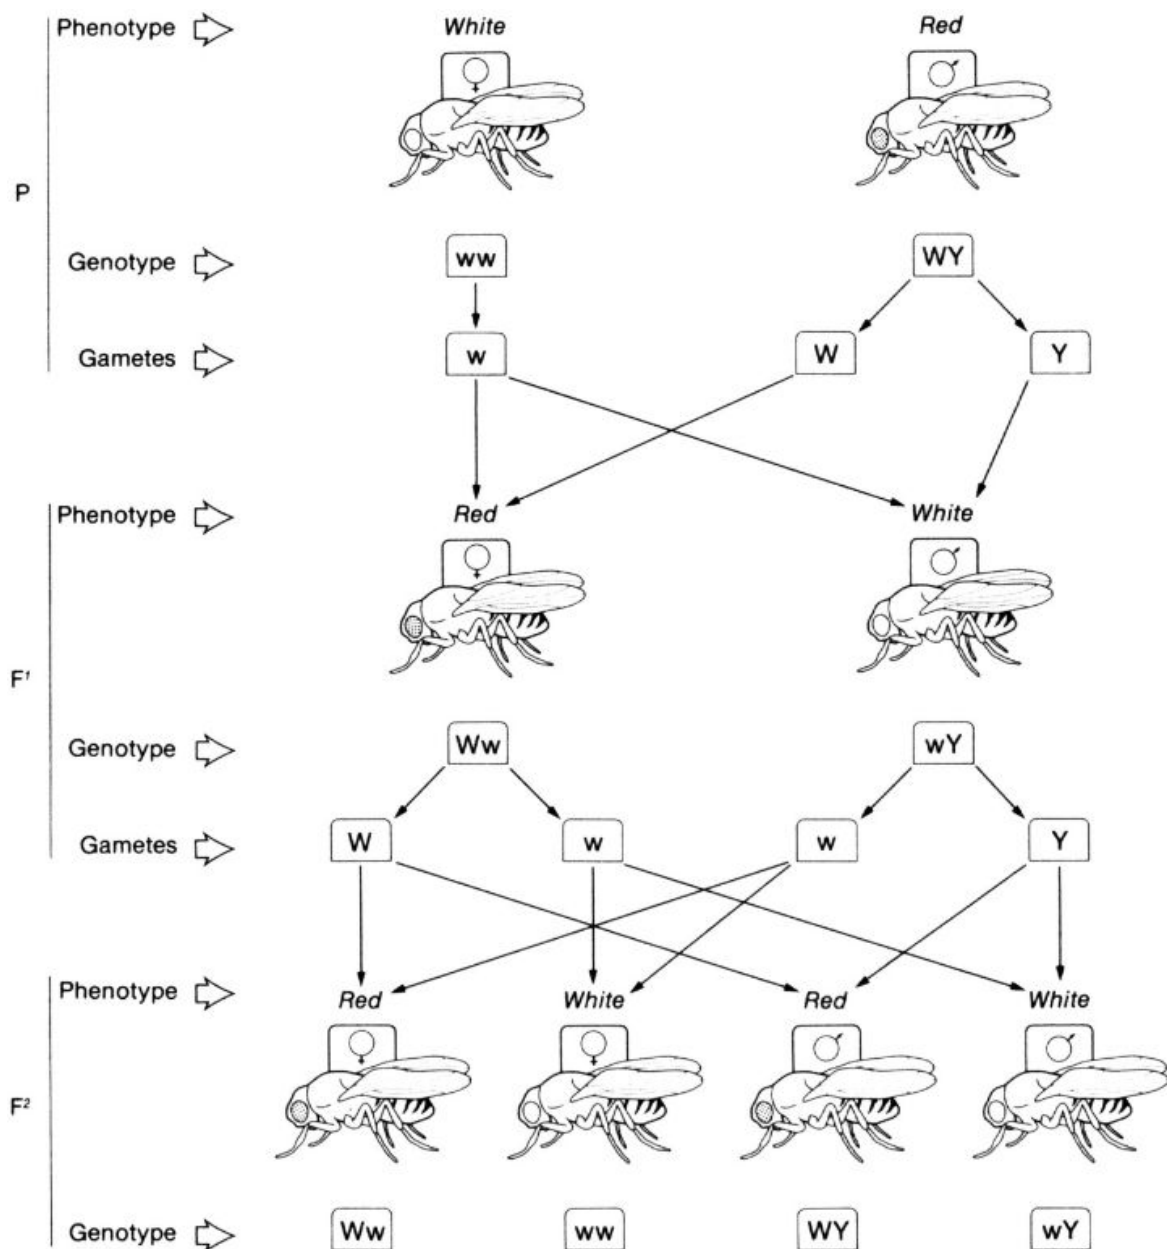 Phenotype White Red
P
Genotype ww WY
Gametes w W Y
Phenotype Red White
F¹
Genotype Ww wY
Gametes W w w Y
Phenotype Red White Red White
F²
Genotype Ww ww WY wY